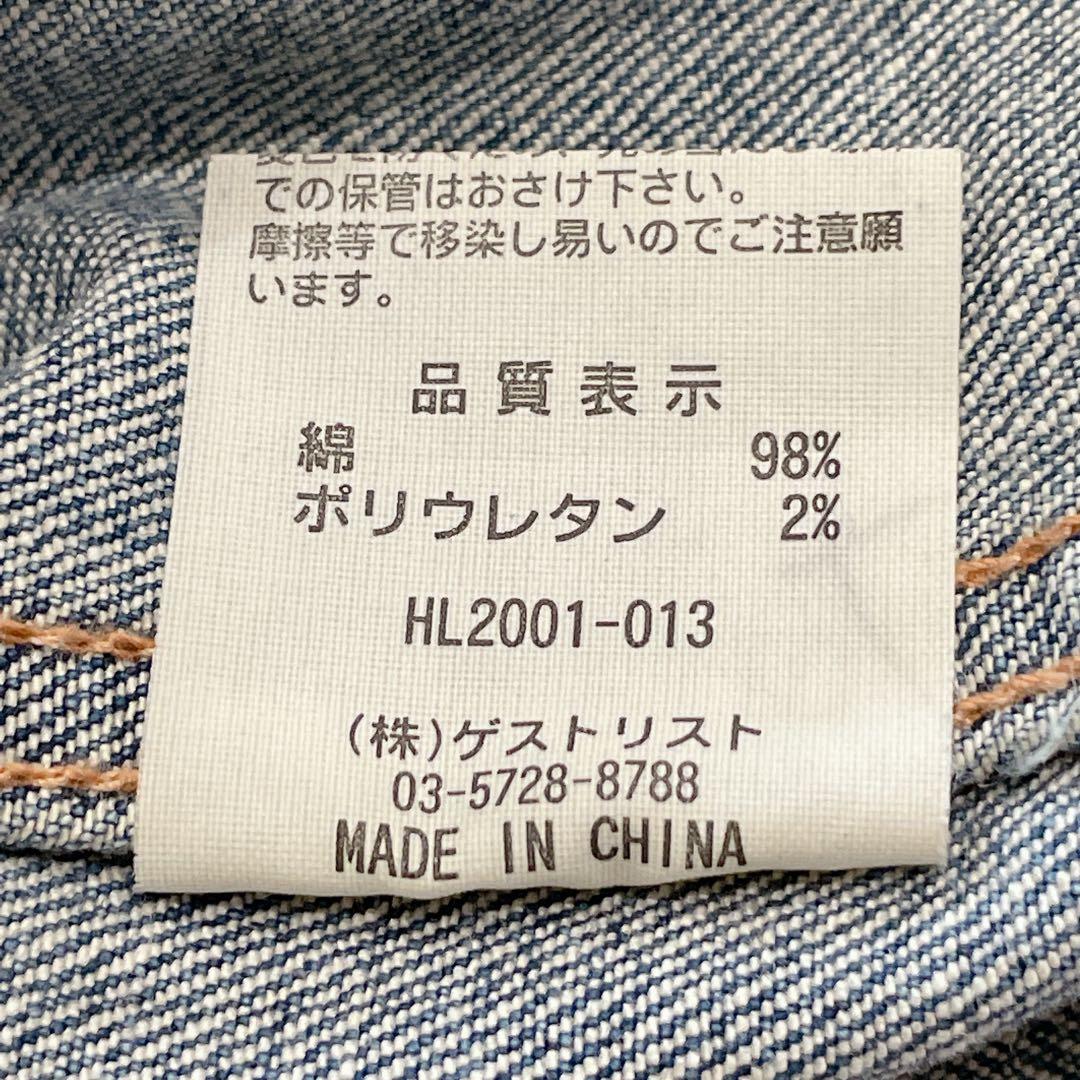 での保管はおさけ下さい。
摩擦等で移染し易いのでご注意願
います。
品質表示
綿 98%
ポリウレタン 2%
HL2001-013
(株)ゲストリスト
03-5728-8788
MADE IN CHINA